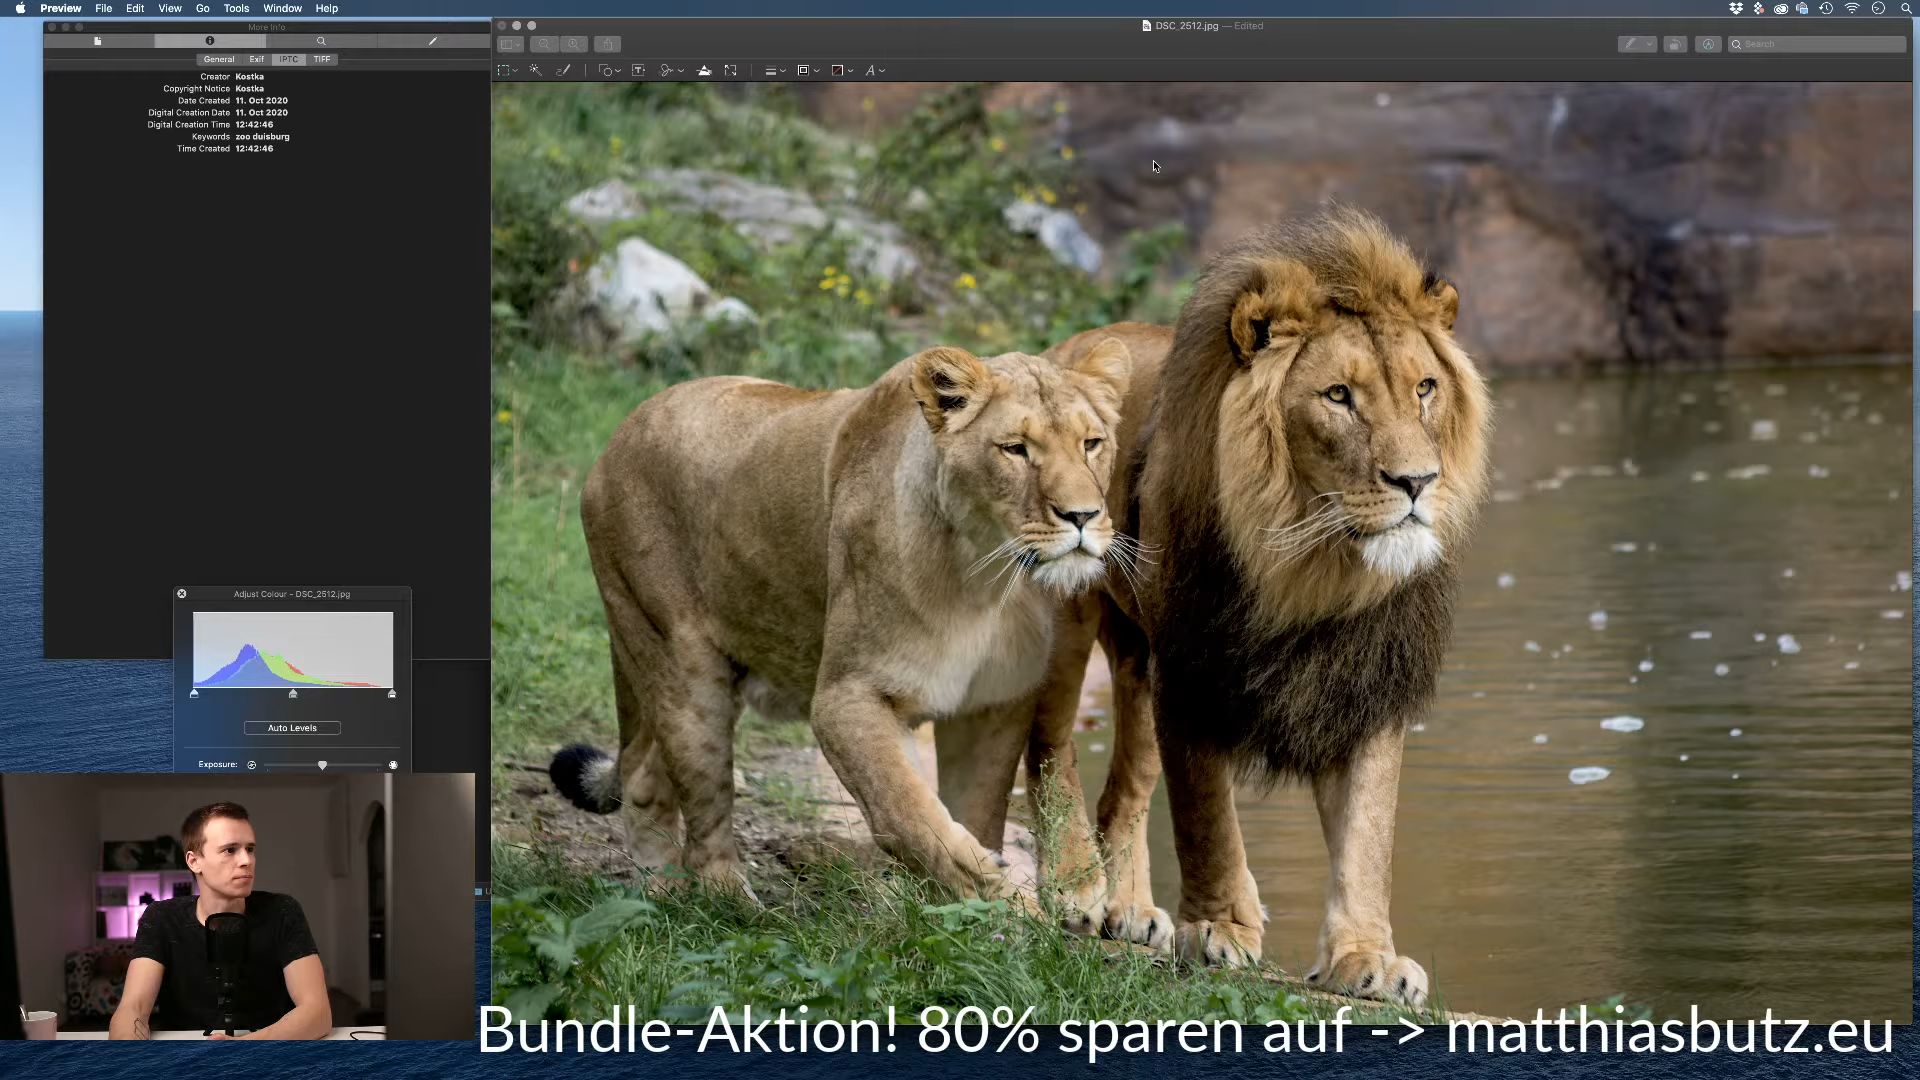 Preview File Edit View Go Tools Window Help
More Info
General Exif IPTC TIFF
Creator Kostka
Copyright Notice Kostka
Date Created 11. Oct 2020
Digital Creation Date 11. Oct 2020
Digital Creation Time 12:42:46
Keywords zoo duisburg
Time Created 12:42:46
DSC_2512.jpg — Edited
Search
Adjust Colour - DSC_2512.jpg
Auto Levels
Exposure:
Bundle-Aktion! 80% sparen auf -> matthiasbutz.eu